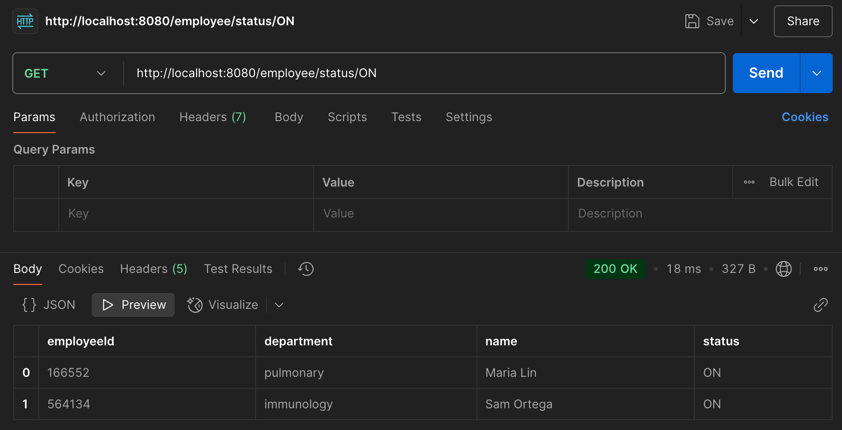 HTTP http://localhost:8080/employee/status/ON Save Share
GET http://localhost:8080/employee/status/ON Send
Params Authorization Headers (7) Body Scripts Tests Settings Cookies
Query Params
Key Value Description Bulk Edit
Key Value Description
Body Cookies Headers (5) Test Results 200 OK • 18 ms • 327 B •
{} JSON Preview Visualize
employeeId department name status
0 166552 pulmonary Maria Lin ON
1 564134 immunology Sam Ortega ON